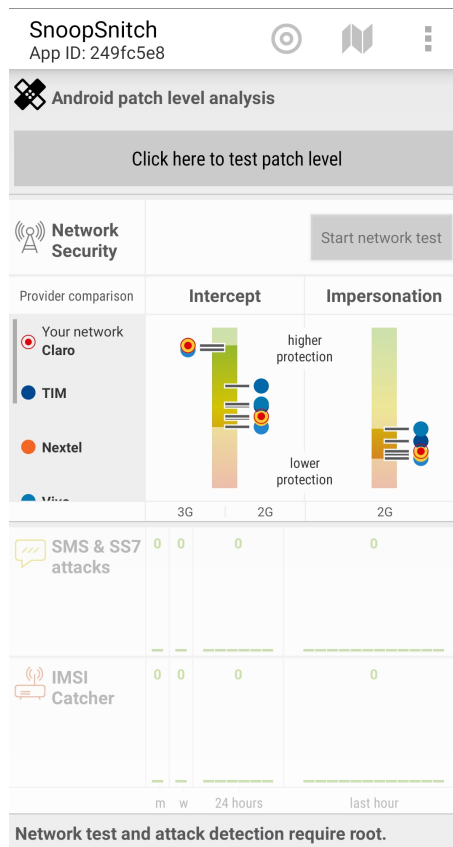 SnoopSnitch
App ID: 249fc5e8
Android patch level analysis
Click here to test patch level
Network
Security
Start network test
Provider comparison
Intercept
Impersonation
Your network
Claro
TIM
Nextel
Vivo
higher
protection
lower
protection
3G
2G
2G
SMS & SS7
attacks
0
0
0
0
IMSI
Catcher
0
0
0
0
m
w
24 hours
last hour
Network test and attack detection require root.